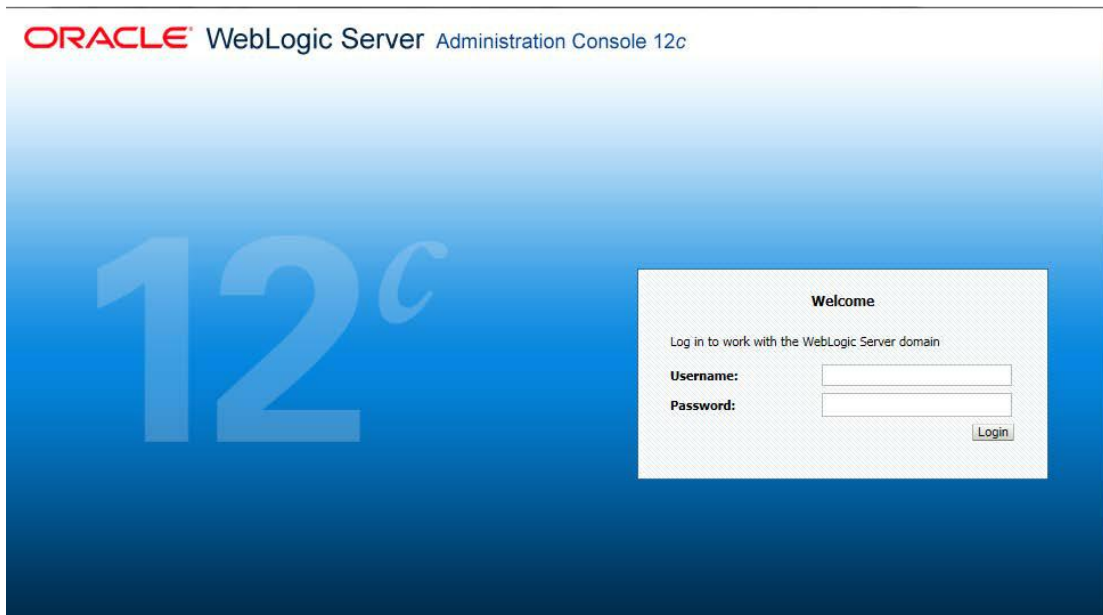 ORACLE WebLogic Server Administration Console 12c
12c
Welcome
Log in to work with the WebLogic Server domain
Username:
Password:
Login